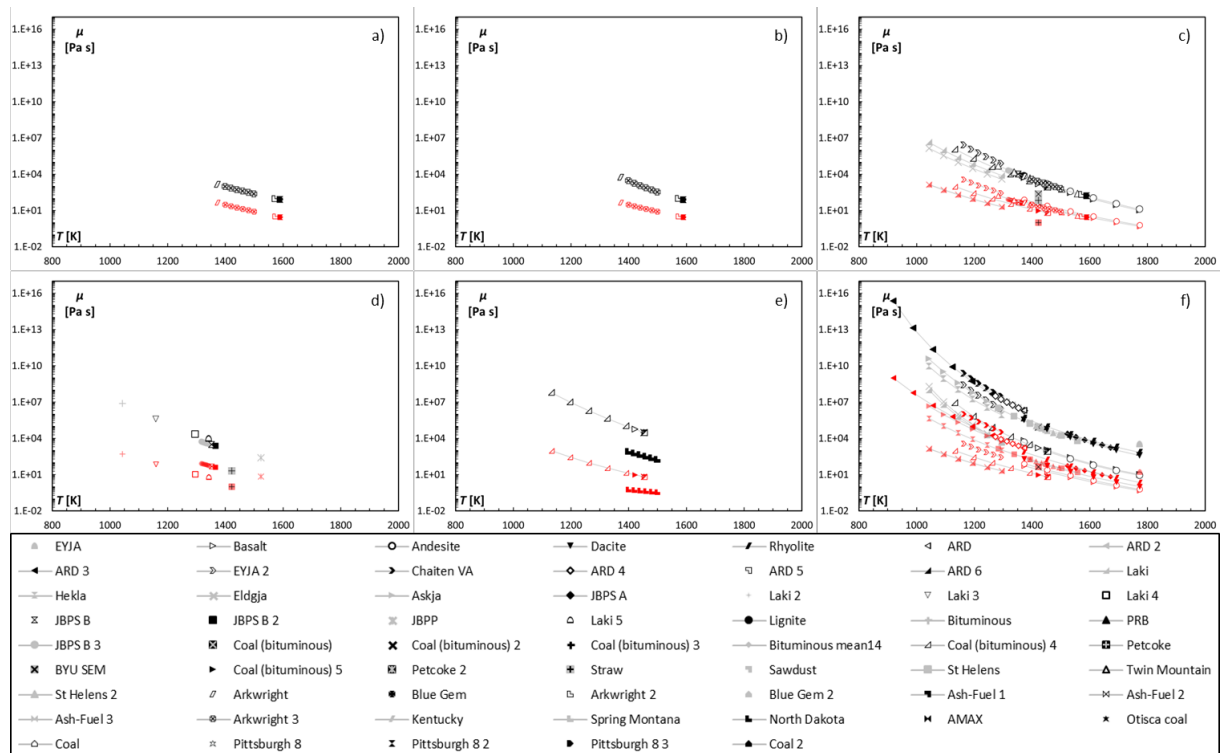 μ
[Pa s]
a)
1.E+16
1.E+13
1.E+10
1.E+07
1.E+04
1.E+01
1.E-02
T [K]
800 1000 1200 1400 1600 1800 2000
μ
[Pa s]
b)
1.E+16
1.E+13
1.E+10
1.E+07
1.E+04
1.E+01
1.E-02
T [K]
800 1000 1200 1400 1600 1800 2000
μ
[Pa s]
c)
1.E+16
1.E+13
1.E+10
1.E+07
1.E+04
1.E+01
1.E-02
T [K]
800 1000 1200 1400 1600 1800 2000
μ
[Pa s]
d)
1.E+16
1.E+13
1.E+10
1.E+07
1.E+04
1.E+01
1.E-02
T [K]
800 1000 1200 1400 1600 1800 2000
μ
[Pa s]
e)
1.E+16
1.E+13
1.E+10
1.E+07
1.E+04
1.E+01
1.E-02
T [K]
800 1000 1200 1400 1600 1800 2000
μ
[Pa s]
f)
1.E+16
1.E+13
1.E+10
1.E+07
1.E+04
1.E+01
1.E-02
T [K]
800 1000 1200 1400 1600 1800 2000
EYJA Basalt Andesite Dacite Rhyolite ARD ARD 2
ARD 3 EYJA 2 Chaiten VA ARD 4 ARD 5 ARD 6 Laki
Hekla Eldgja Askja JBPS A Laki 2 Laki 3 Laki 4
JBPS B JBPS B 2 JBPP Laki 5 Lignite Bituminous PRB
JBPS B 3 Coal (bituminous) Coal (bituminous) 2 Coal (bituminous) 3 Bituminous mean14 Coal (bituminous) 4 Petcoke
BYU SEM Coal (bituminous) 5 Petcoke 2 Straw Sawdust St Helens Twin Mountain
St Helens 2 Arkwright Blue Gem Arkwright 2 Blue Gem 2 Ash-Fuel 1 Ash-Fuel 2
Ash-Fuel 3 Arkwright 3 Kentucky Spring Montana North Dakota AMAX Otisca coal
Coal Pittsburgh 8 Pittsburgh 8 2 Pittsburgh 8 3 Coal 2